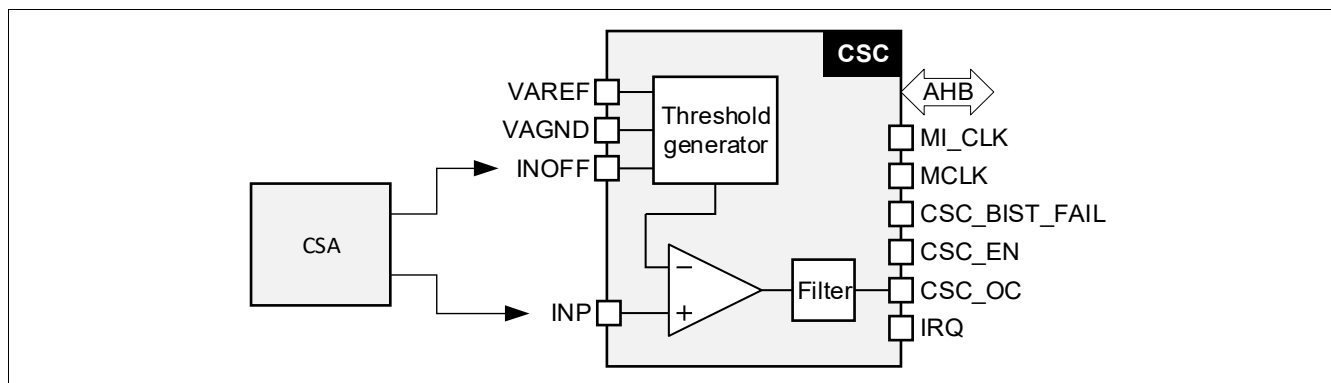 CSC
VAREF
VAGND
INOFF
Threshold
generator
AHB
MI_CLK
MCLK
CSC_BIST_FAIL
CSC_EN
CSC_OC
IRQ
CSA
INP
−
+
Filter